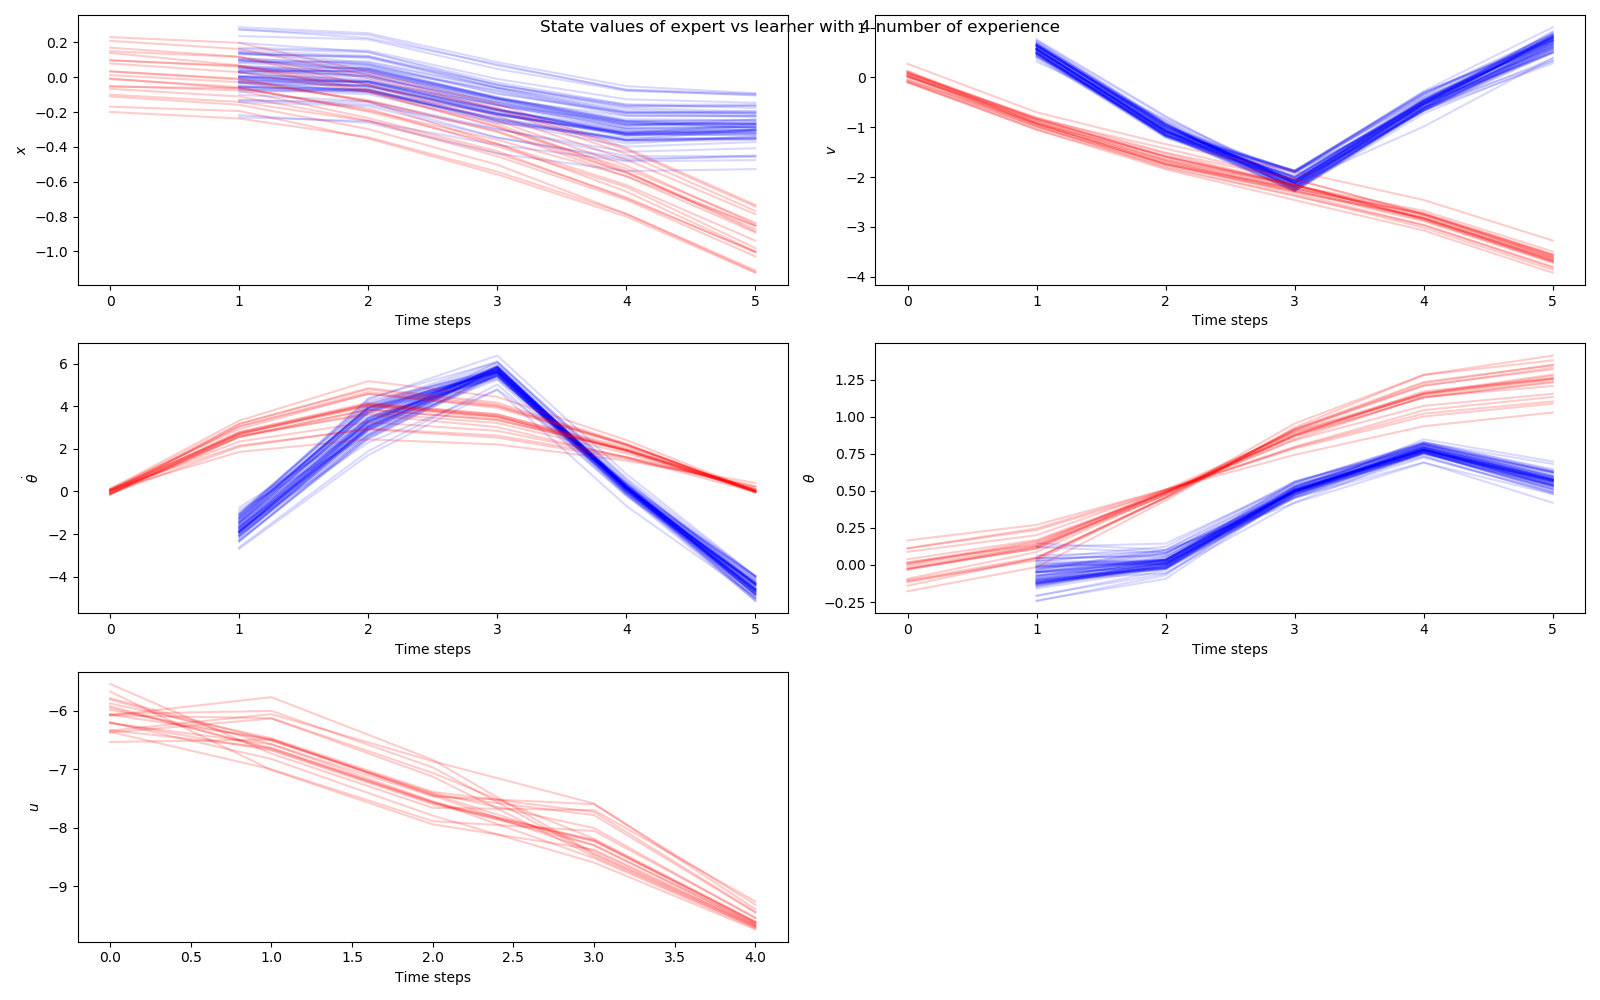 State values of expert vs learner with 4 number of experience
0.2
0.0
−0.2
−0.4
−0.6
−0.8
−1.0
x
0 1 2 3 4 5
Time steps
1
0
−1
−2
−3
−4
v
0 1 2 3 4 5
Time steps
6
4
2
0
−2
−4
θ̇
0 1 2 3 4 5
Time steps
1.25
1.00
0.75
0.50
0.25
0.00
−0.25
θ
0 1 2 3 4 5
Time steps
−6
−7
−8
−9
u
0.0 0.5 1.0 1.5 2.0 2.5 3.0 3.5 4.0
Time steps